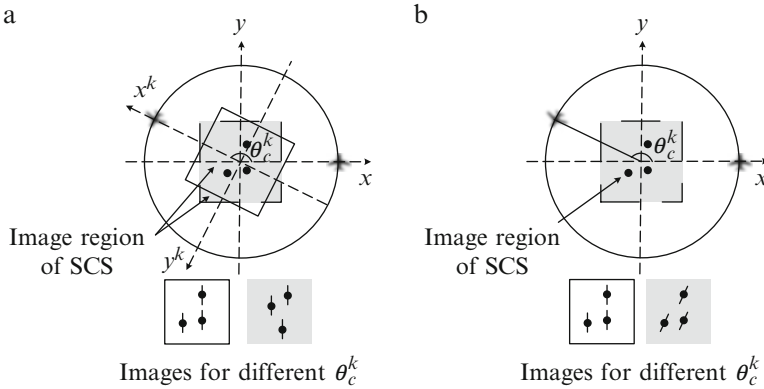 a
y
x^k
θ_c^k
x
Image region
of SCS
y^k
Images for different θ_c^k
b
y
θ_c^k
x
Image region
of SCS
Images for different θ_c^k